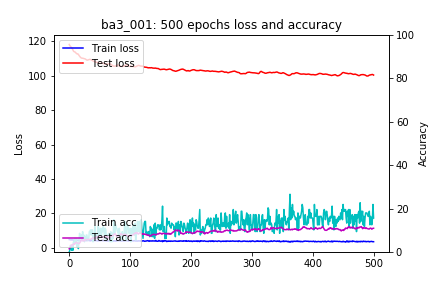 ba3_001: 500 epochs loss and accuracy
Train loss
Test loss
Train acc
Test acc
Loss
Accuracy
120
100
80
60
40
20
0
100
80
60
40
20
0
0
100
200
300
400
500